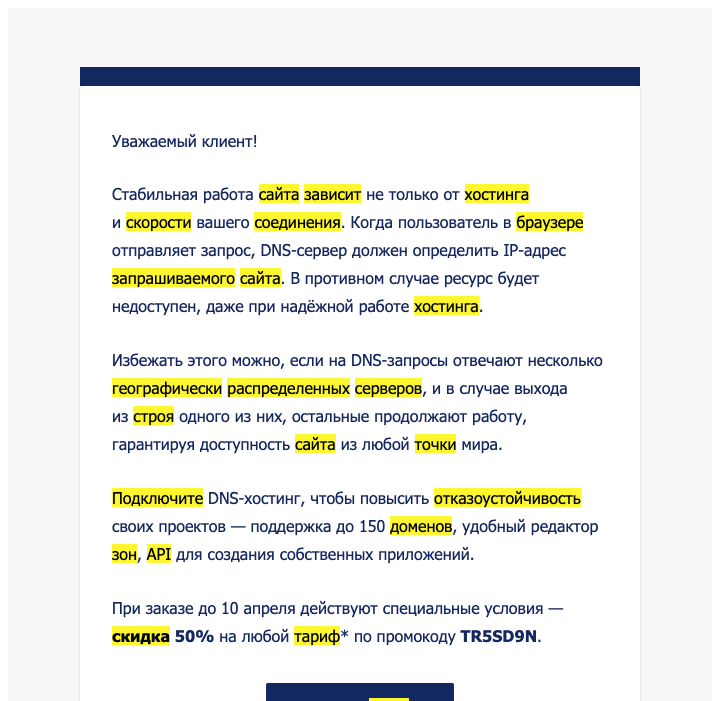 Уважаемый клиент!
Стабильная работа сайта зависит не только от хостинга
и скорости вашего соединения. Когда пользователь в браузере
отправляет запрос, DNS-сервер должен определить IP-адрес
запрашиваемого сайта. В противном случае ресурс будет
недоступен, даже при надёжной работе хостинга.
Избежать этого можно, если на DNS-запросы отвечают несколько
географически распределенных серверов, и в случае выхода
из строя одного из них, остальные продолжают работу,
гарантируя доступность сайта из любой точки мира.
Подключите DNS-хостинг, чтобы повысить отказоустойчивость
своих проектов — поддержка до 150 доменов, удобный редактор
зон, API для создания собственных приложений.
При заказе до 10 апреля действуют специальные условия —
скидка 50% на любой тариф* по промокоду TR5SD9N.